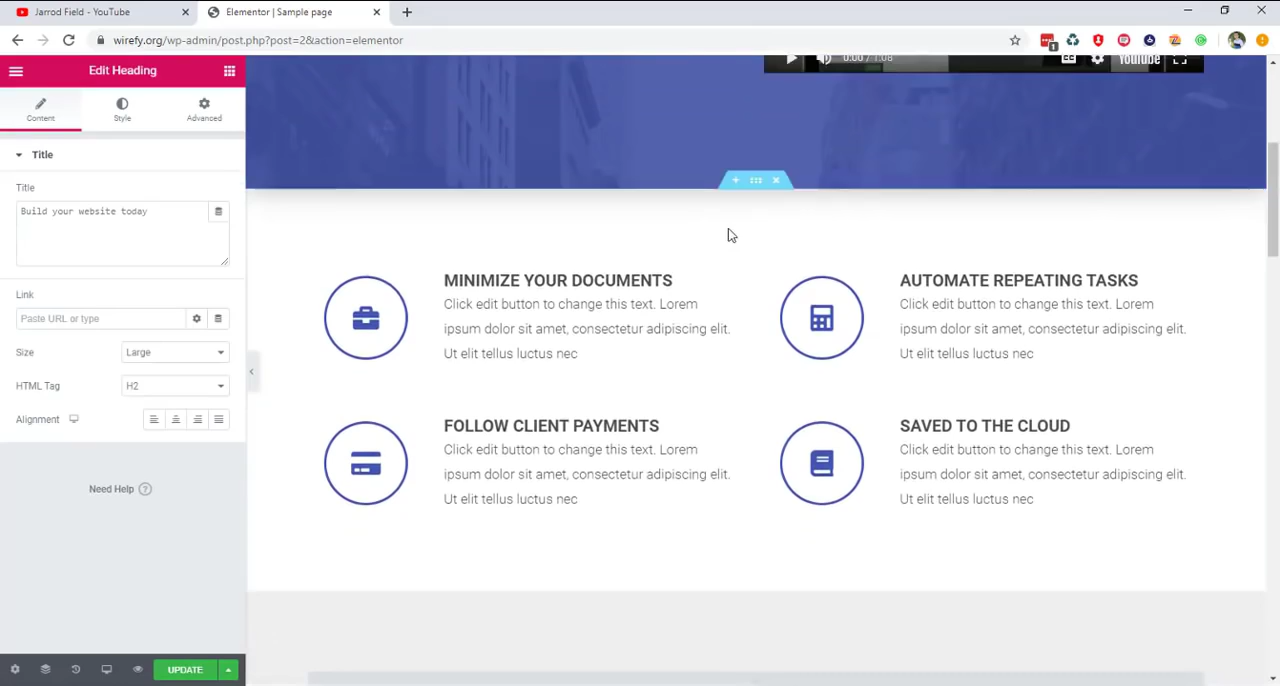 Jarrod Field - YouTube
Elementor | Sample page
wirefy.org/wp-admin/post.php?post=2&action=elementor
1
Edit Heading
0:00 / 1:08
YouTube
Content
Style
Advanced
Title
Title
Build your website today
Link
Paste URL or type
Size
Large
HTML Tag
H2
Alignment
Need Help
?
UPDATE
MINIMIZE YOUR DOCUMENTS
Click edit button to change this text. Lorem
ipsum dolor sit amet, consectetur adipiscing elit.
Ut elit tellus luctus nec
AUTOMATE REPEATING TASKS
Click edit button to change this text. Lorem
ipsum dolor sit amet, consectetur adipiscing elit.
Ut elit tellus luctus nec
FOLLOW CLIENT PAYMENTS
Click edit button to change this text. Lorem
ipsum dolor sit amet, consectetur adipiscing elit.
Ut elit tellus luctus nec
SAVED TO THE CLOUD
Click edit button to change this text. Lorem
ipsum dolor sit amet, consectetur adipiscing elit.
Ut elit tellus luctus nec